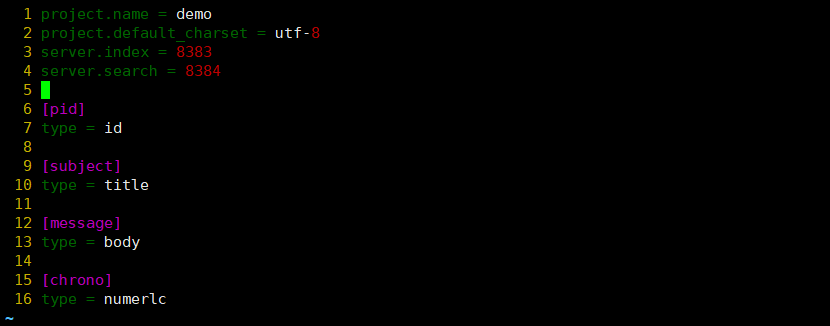 1 project.name = demo
2 project.default_charset = utf-8
3 server.index = 8383
4 server.search = 8384
5
6 [pid]
7 type = id
8
9 [subject]
10 type = title
11
12 [message]
13 type = body
14
15 [chrono]
16 type = numerlc
~